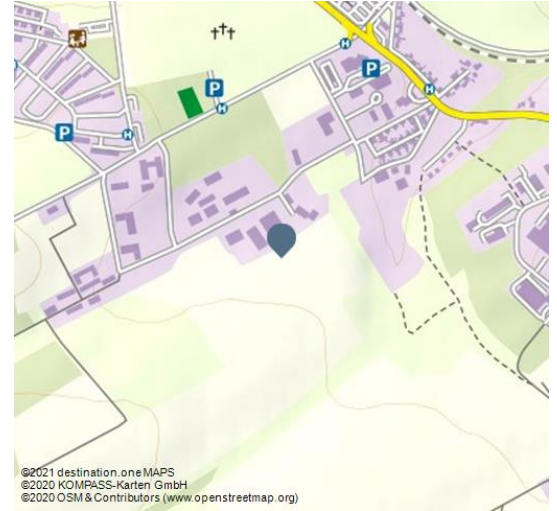 P
H
P
H
H
P
H
©2021 destination.one MAPS
©2020 KOMPASS-Karten GmbH
©2020 OSM & Contributors (www.openstreetmap.org)